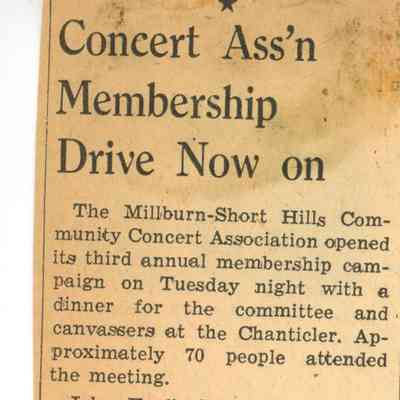 Concert Ass'n
Membership
Drive Now on
The Millburn-Short Hills Com-
munity Concert Association opened
its third annual membership cam-
paign on Tuesday night with a
dinner for the committee and
canvassers at the Chanticler. Ap-
proximately 70 people attended
the meeting.